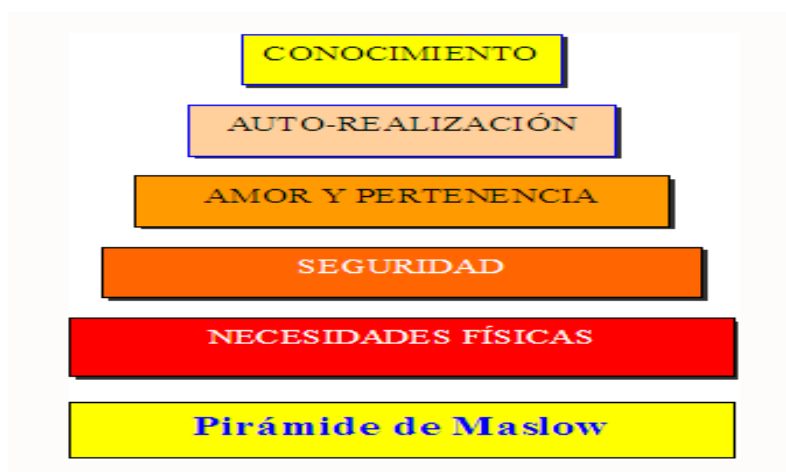 CONOCIMIENTO
AUTO-REALIZACIÓN
AMOR Y PERTENENCIA
SEGURIDAD
NECESIDADES FÍSICAS
Pirámide de Maslow